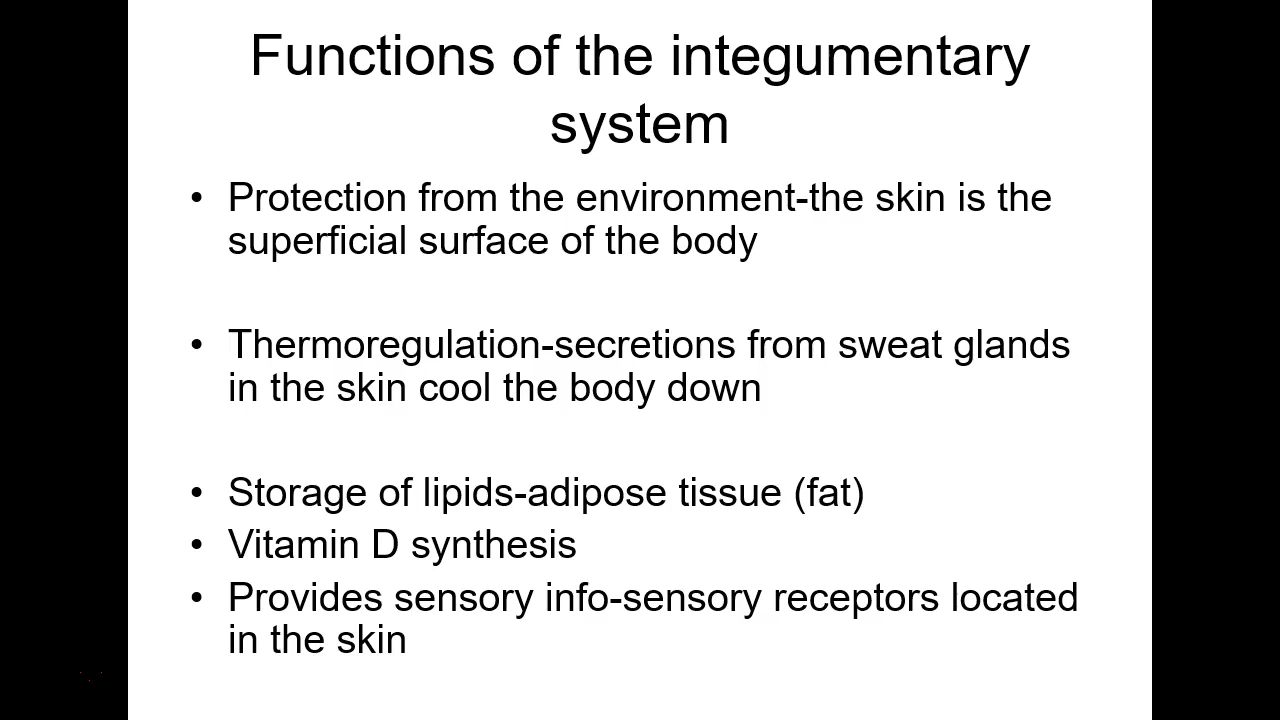 Functions of the integumentary
system
• Protection from the environment-the skin is the
superficial surface of the body
• Thermoregulation-secretions from sweat glands
in the skin cool the body down
• Storage of lipids-adipose tissue (fat)
• Vitamin D synthesis
• Provides sensory info-sensory receptors located
in the skin